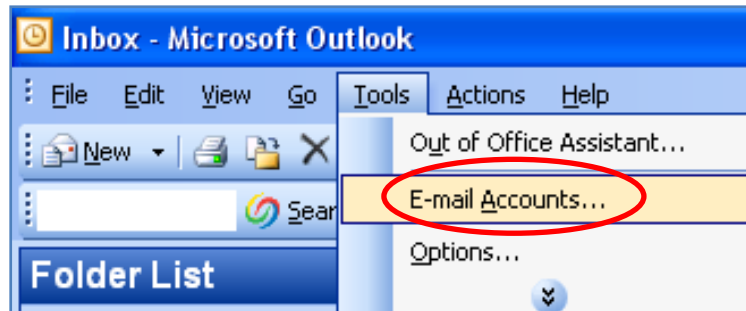 Inbox - Microsoft Outlook
File Edit View Go Tools Actions Help
New
Out of Office Assistant...
E-mail Accounts...
Sear
Options...
Folder List